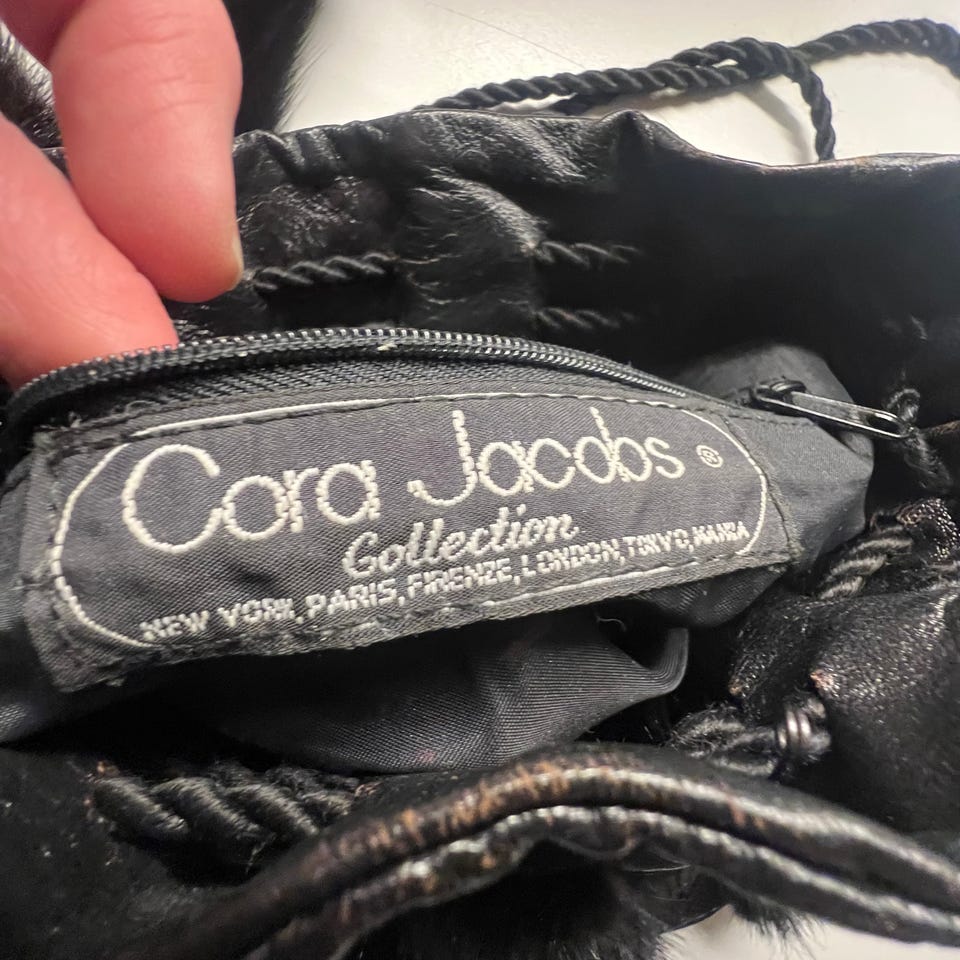 Cora Jacobs ®
Collection
NEW YORK, PARIS, FIRENZE, LONDON, TOKYO, MANILA